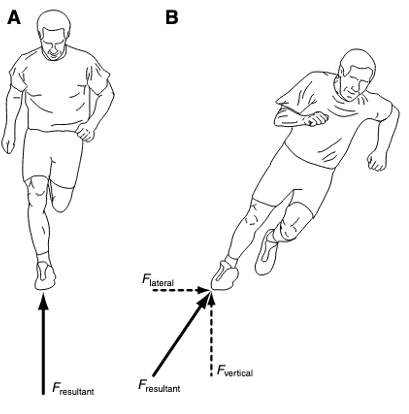 A
B
Flateral
Fvertical
Fresultant
Fresultant